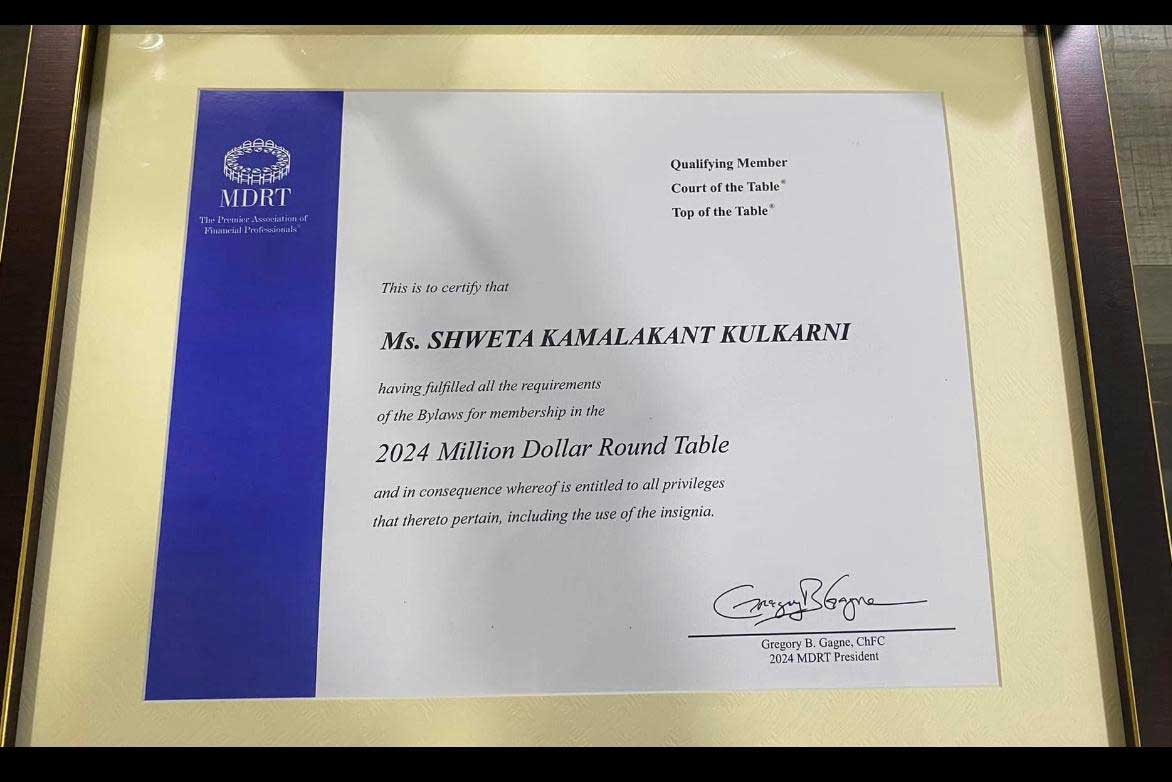 MDRT
The Premier Association of
Financial Professionals®
Qualifying Member
Court of the Table®
Top of the Table®
This is to certify that
Ms. SHWETA KAMALAKANT KULKARNI
having fulfilled all the requirements
of the Bylaws for membership in the
2024 Million Dollar Round Table
and in consequence whereof is entitled to all privileges
that thereto pertain, including the use of the insignia.
Gregory B Gagne
Gregory B. Gagne, ChFC
2024 MDRT President